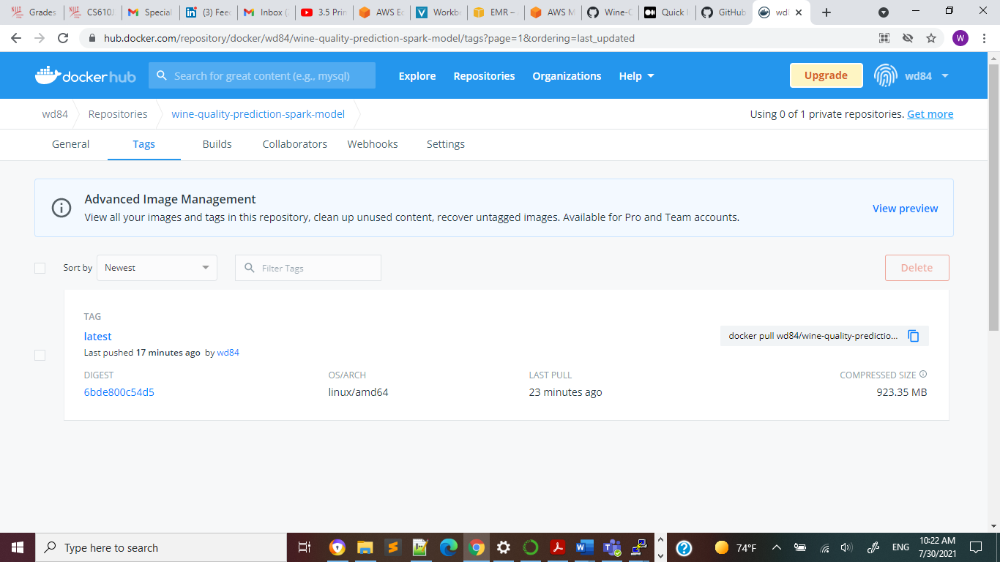 Grades
CS610J
Special
(3) Feed
Inbox (
3.5 Prin
AWS Ec
Workb
EMR –
AWS M
Wine-
Quick
GitHub
wd
hub.docker.com/repository/docker/wd84/wine-quality-prediction-spark-model/tags?page=1&ordering=last_updated
W
dockerhub
Search for great content (e.g., mysql)
Explore
Repositories
Organizations
Help
Upgrade
wd84
wd84
Repositories
wine-quality-prediction-spark-model
Using 0 of 1 private repositories. Get more
General
Tags
Builds
Collaborators
Webhooks
Settings
Advanced Image Management
View all your images and tags in this repository, clean up unused content, recover untagged images. Available for Pro and Team accounts.
View preview
Sort by
Newest
Filter Tags
Delete
TAG
latest
docker pull wd84/wine-quality-predictio...
Last pushed 17 minutes ago by wd84
DIGEST
OS/ARCH
LAST PULL
COMPRESSED SIZE
6bde800c54d5
linux/amd64
23 minutes ago
923.35 MB
Type here to search
74°F
ENG
10:22 AM
7/30/2021